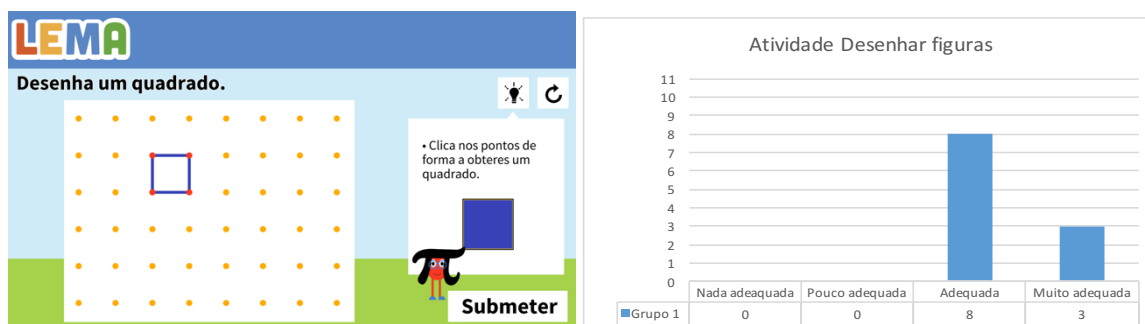 LEMA
Desenha um quadrado.
• Clica nos pontos de
forma a obteres um
quadrado.
Submeter
Atividade Desenhar figuras
11
10
9
8
7
6
5
4
3
2
1
0
Nada adeaquada Pouco adequada Adequada Muito adequada
Grupo 1 0 0 8 3